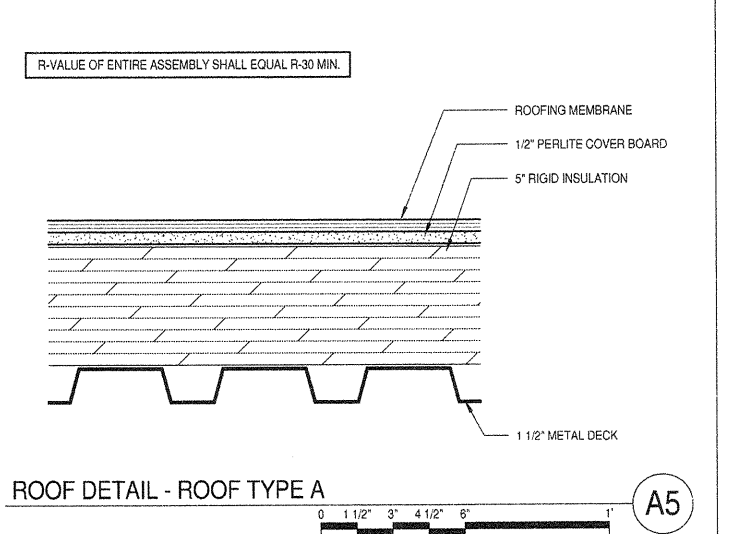 R-VALUE OF ENTIRE ASSEMBLY SHALL EQUAL R-30 MIN.
ROOFING MEMBRANE
1/2" PERLITE COVER BOARD
5" RIGID INSULATION
1 1/2" METAL DECK
ROOF DETAIL - ROOF TYPE A
A5
0 1 1/2" 3" 4 1/2" 6" 1'